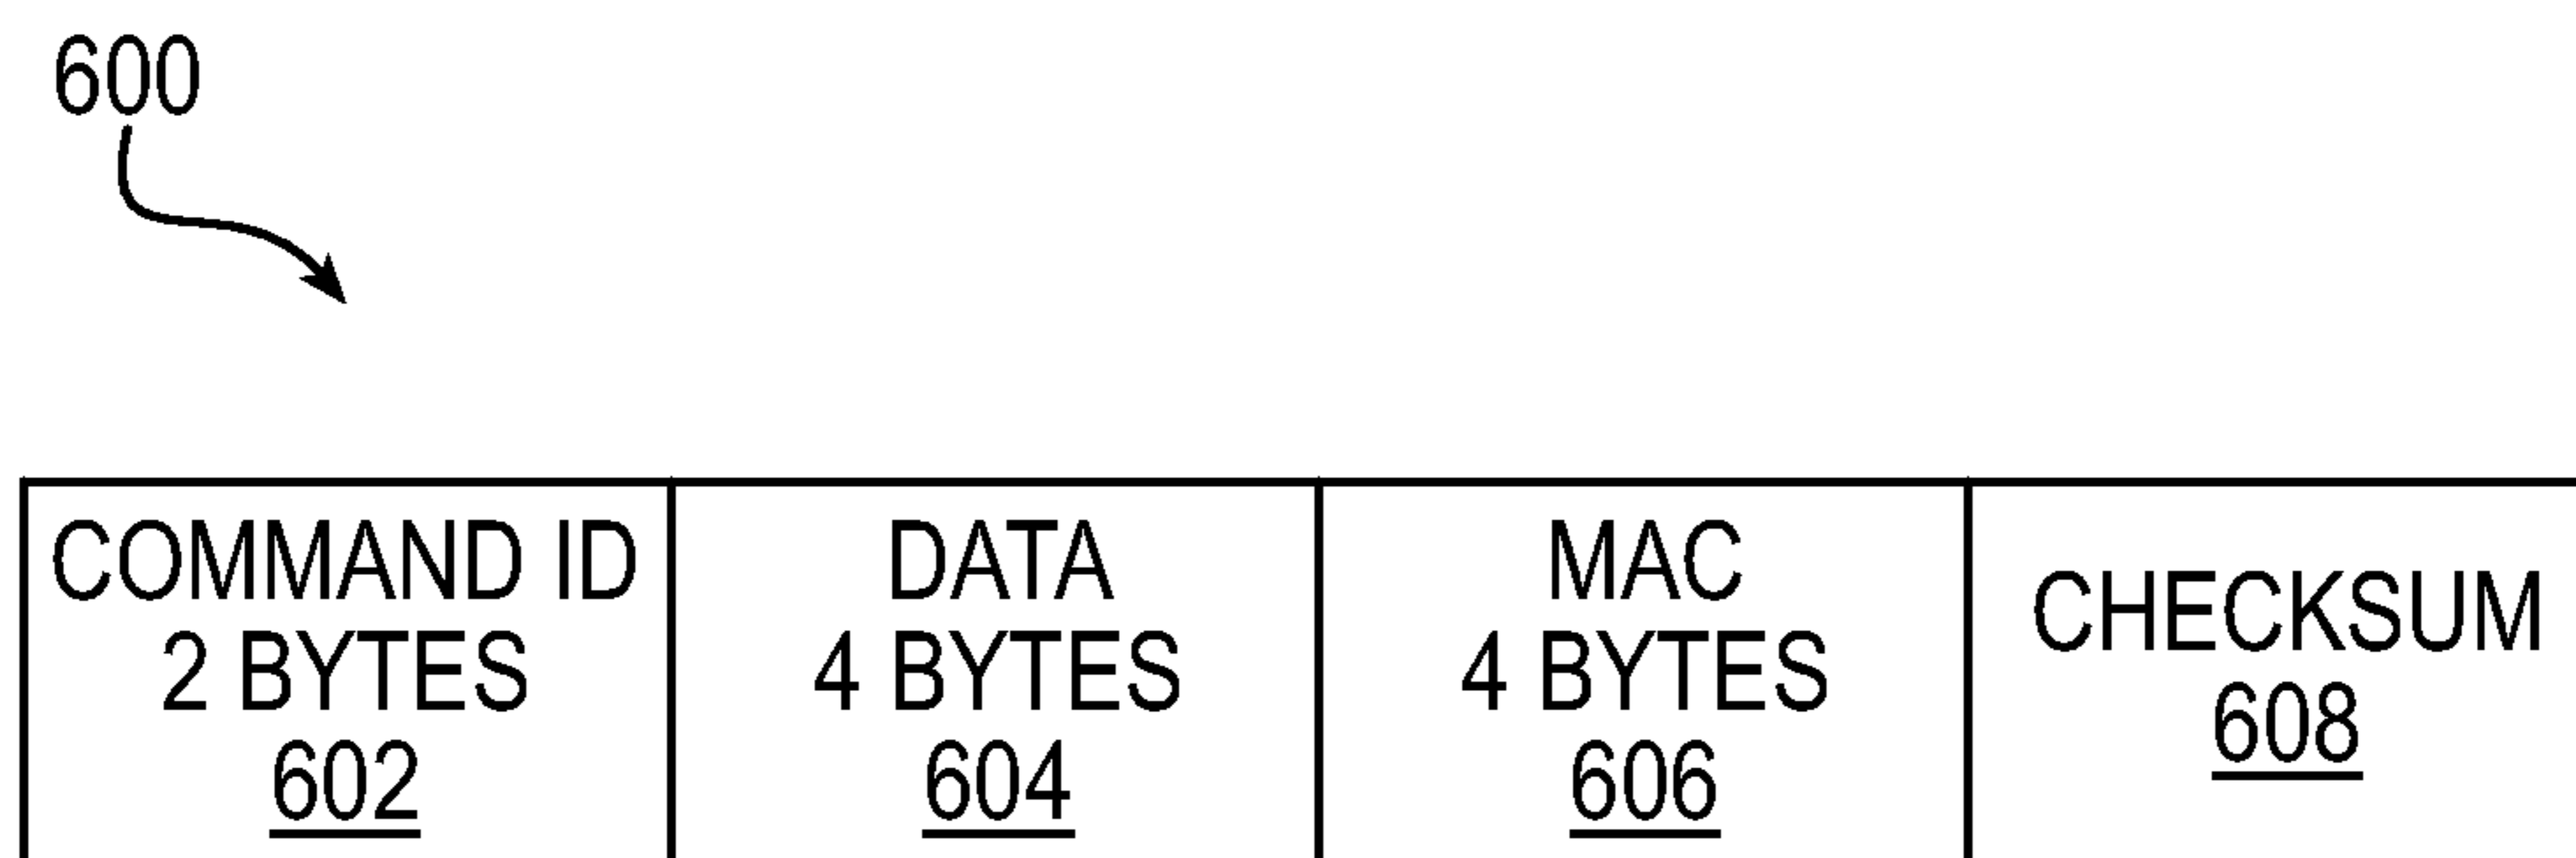 600
COMMAND ID
2 BYTES
602
DATA
4 BYTES
604
MAC
4 BYTES
606
CHECKSUM
608